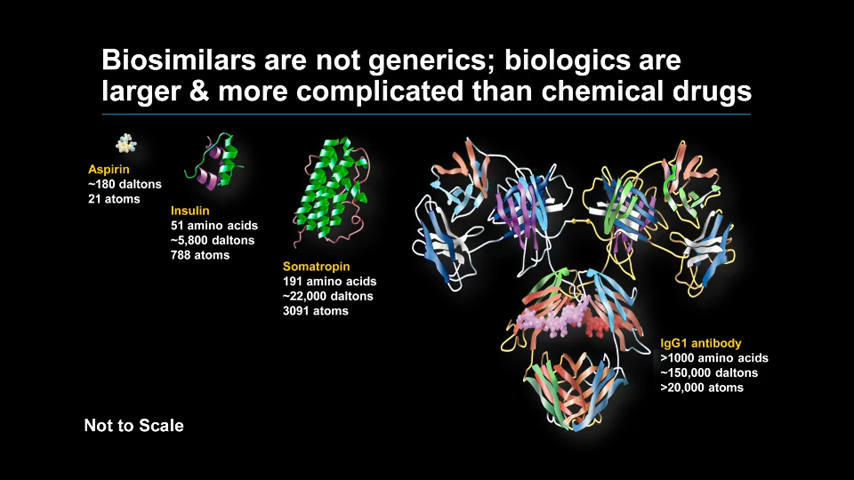 Biosimilars are not generics; biologics are
larger & more complicated than chemical drugs
Aspirin
~180 daltons
21 atoms
Insulin
51 amino acids
~5,800 daltons
788 atoms
Somatropin
191 amino acids
~22,000 daltons
3091 atoms
IgG1 antibody
>1000 amino acids
~150,000 daltons
>20,000 atoms
Not to Scale